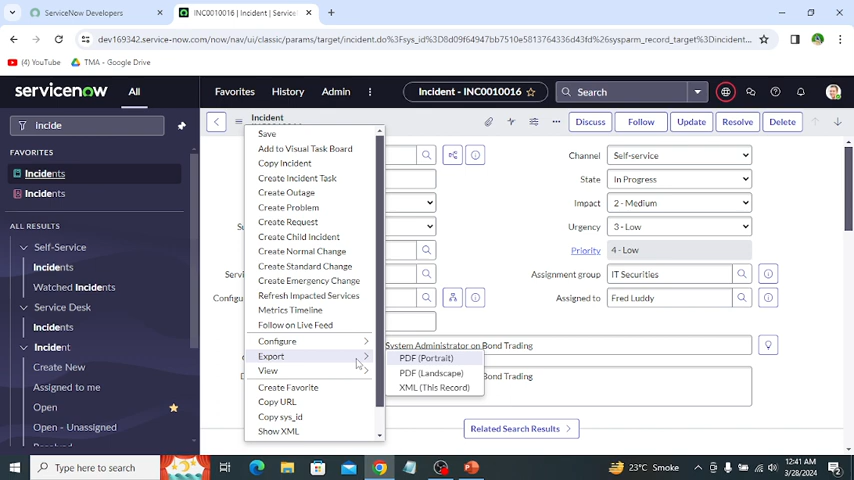 ServiceNow Developers
INC0010016 | Incident | Service
dev169342.service-now.com/now/nav/ui/classic/params/target/incident.do%3Fsys_id%3D8d09f64947bb7510e5813764336d43fd%26sysparm_record_target%3Dincident...
(4) YouTube
TMA - Google Drive
servicenow
All
Favorites
History
Admin
Incident - INC0010016
Search
incide
FAVORITES
Incidents
Incidents
ALL RESULTS
Self-Service
Incidents
Watched Incidents
Service Desk
Incidents
Incident
Create New
Assigned to me
Open
Open - Unassigned
Resolved
Incident
Discuss
Follow
Update
Resolve
Delete
Save
Add to Visual Task Board
Copy Incident
Create Incident Task
Create Outage
Create Problem
Create Request
Create Child Incident
Create Normal Change
Create Standard Change
Create Emergency Change
Refresh Impacted Services
Metrics Timeline
Follow on Live Feed
Configure
Export
View
Create Favorite
Copy URL
Copy sys_id
Show XML
PDF (Portrait)
PDF (Landscape)
XML (This Record)
Su
Servi
Configu
Channel
Self-service
State
In Progress
Impact
2 - Medium
Urgency
3 - Low
Priority
4 - Low
Assignment group
IT Securities
Assigned to
Fred Luddy
System Administrator on Bond Trading
Bond Trading
Related Search Results
Type here to search
23°C Smoke
12:41 AM
3/28/2024
2